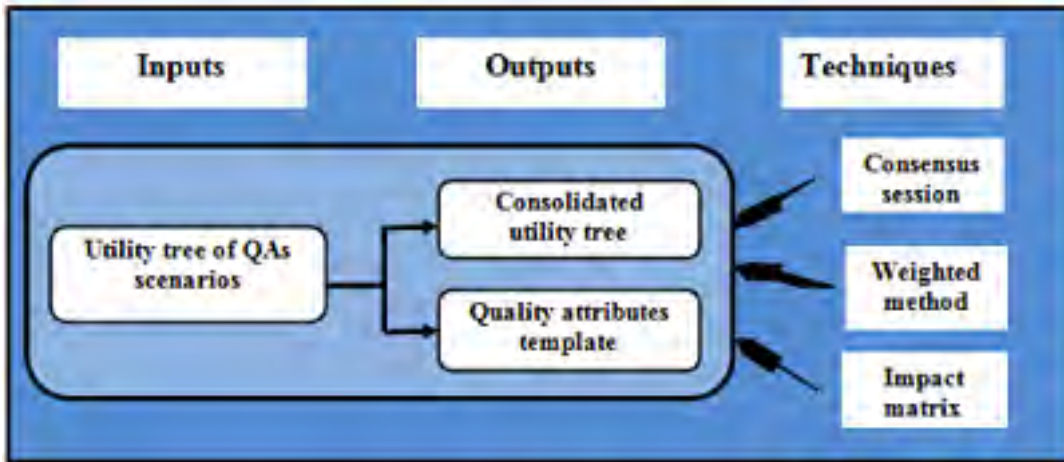 Inputs
Outputs
Techniques
Utility tree of QAs
scenarios
Consolidated
utility tree
Quality attributes
template
Consensus
session
Weighted
method
Impact
matrix